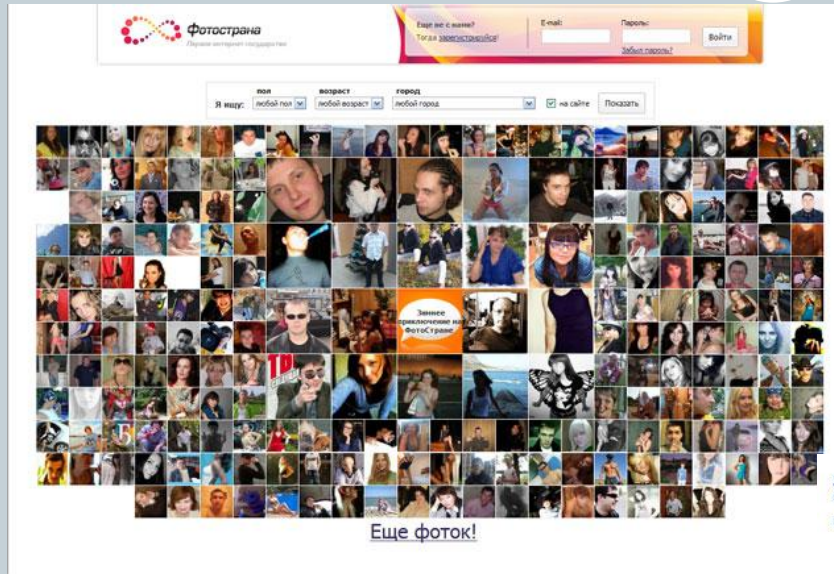 Фотострана
Первое интернет государство
Еще не с нами?
Тогда зарегистрируйся!
E-mail:
Пароль:
Войти
Забыл пароль?
Я ищу:
пол
любой пол
возраст
любой возраст
город
любой город
на сайте
Показать
Зимнее
приключение на
ФотоСтране
Еще фоток!